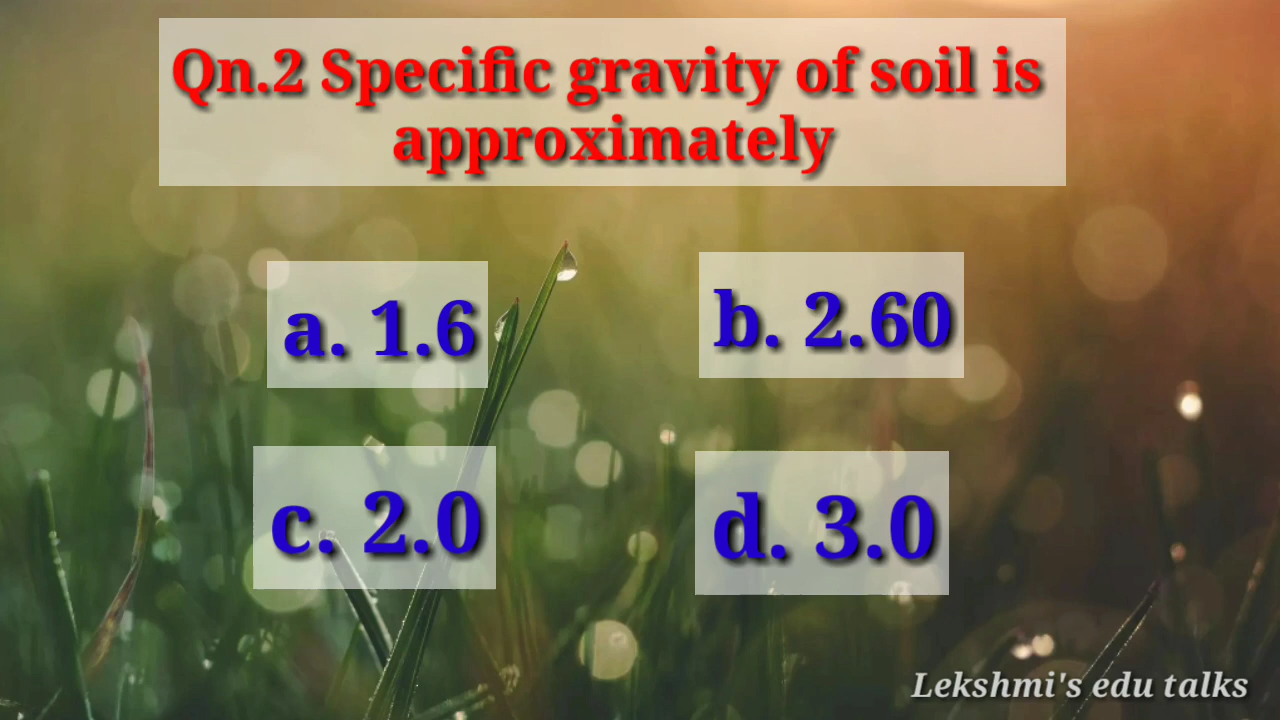 Qn.2 Specific gravity of soil is
approximately
a. 1.6
b. 2.60
c. 2.0
d. 3.0
Lekshmi's edu talks